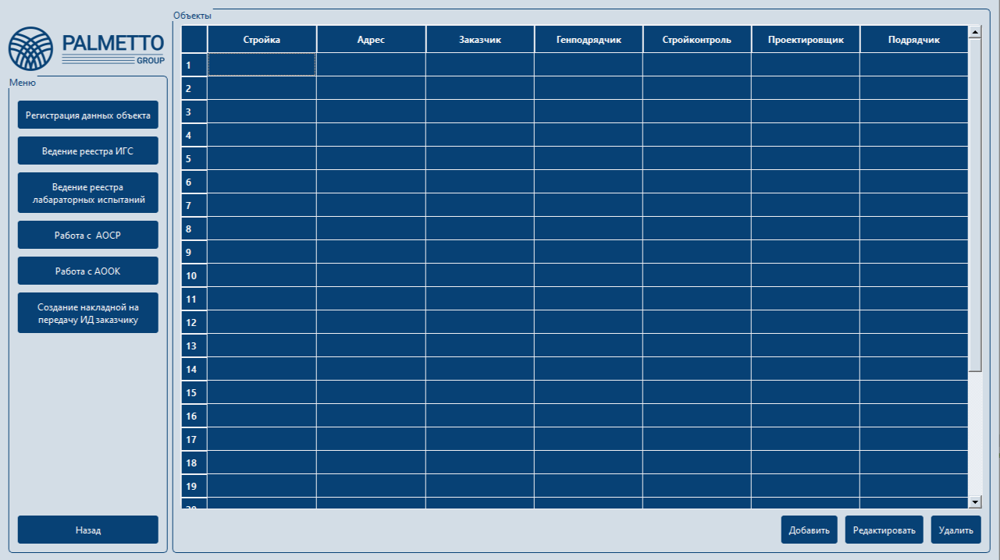 PALMETTO
GROUP
Меню
Регистрация данных объекта
Ведение реестра ИГС
Ведение реестра
лабараторных испытаний
Работа с  АОСР
Работа с АООК
Создание накладной на
передачу ИД заказчику
Назад
Объекты
Стройка Адрес Заказчик Генподрядчик Стройконтроль Проектировщик Подрядчик
1
2
3
4
5
6
7
8
9
10
11
12
13
14
15
16
17
18
19
Добавить Редактировать Удалить